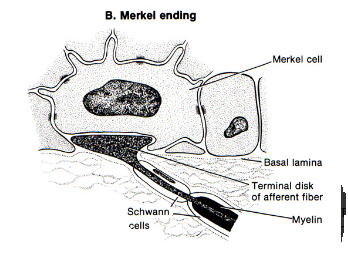 B. Merkel ending
Merkel cell
Basal lamina
Terminal disk
of afferent fiber
Schwann
cells
Myelin